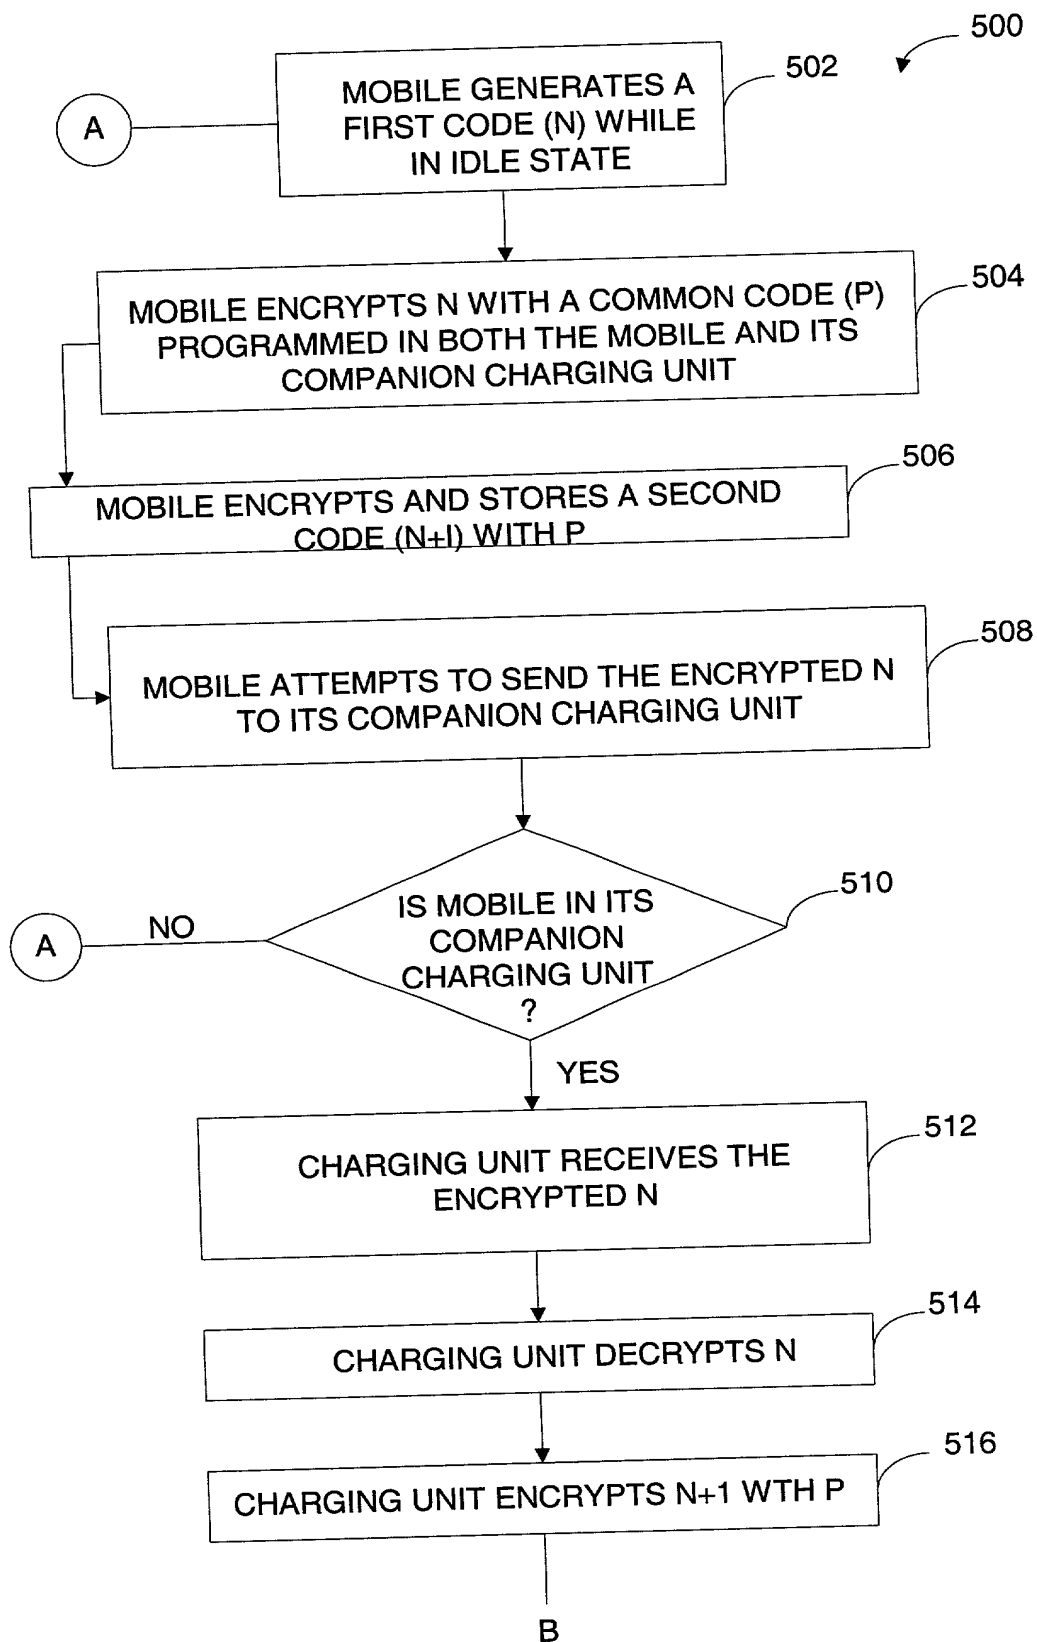 500
502
A
MOBILE GENERATES A
FIRST CODE (N) WHILE
IN IDLE STATE
504
MOBILE ENCRYPTS N WITH A COMMON CODE (P)
PROGRAMMED IN BOTH THE MOBILE AND ITS
COMPANION CHARGING UNIT
506
MOBILE ENCRYPTS AND STORES A SECOND
CODE (N+I) WITH P
508
MOBILE ATTEMPTS TO SEND THE ENCRYPTED N
TO ITS COMPANION CHARGING UNIT
510
IS MOBILE IN ITS
COMPANION
CHARGING UNIT
?
NO
A
YES
512
CHARGING UNIT RECEIVES THE
ENCRYPTED N
514
CHARGING UNIT DECRYPTS N
516
CHARGING UNIT ENCRYPTS N+1 WTH P
B